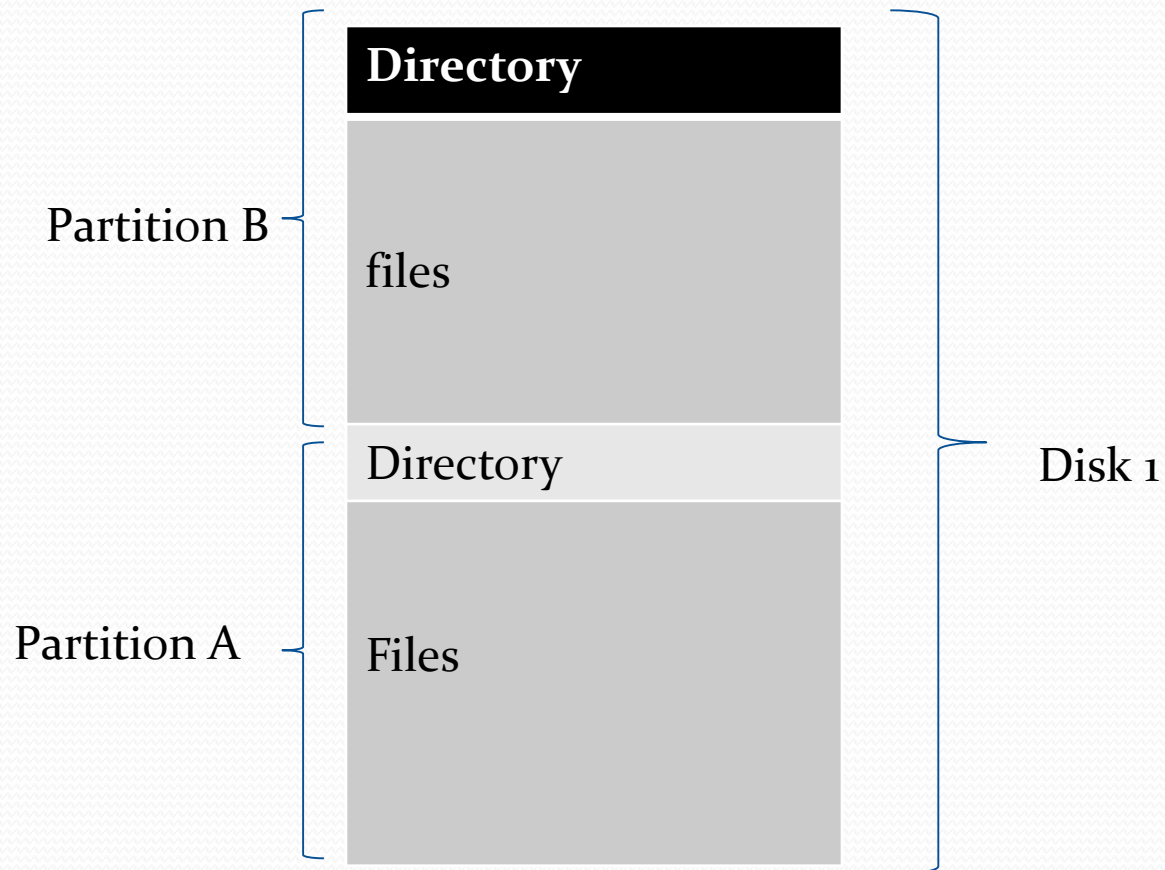 Directory
Partition B
files
Directory
Disk 1
Partition A
Files